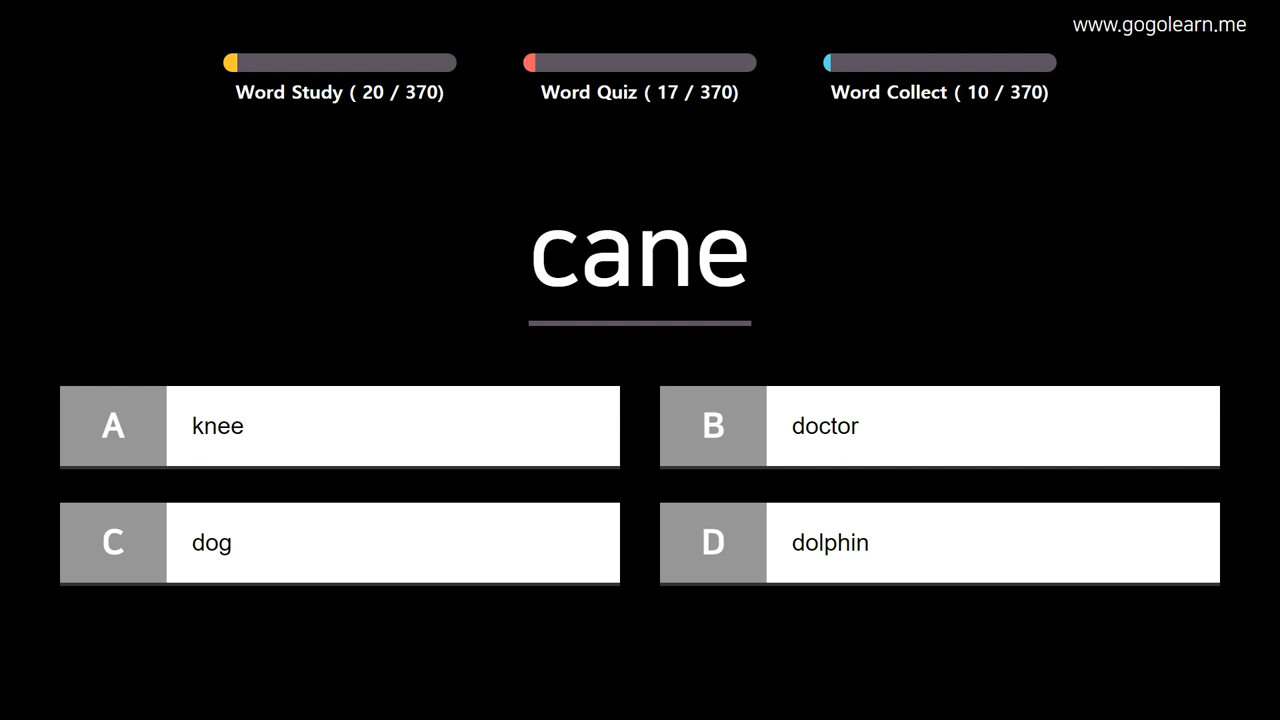 www.gogolearn.me
Word Study ( 20 / 370)
Word Quiz ( 17 / 370)
Word Collect ( 10 / 370)
cane
A knee
B doctor
C dog
D dolphin